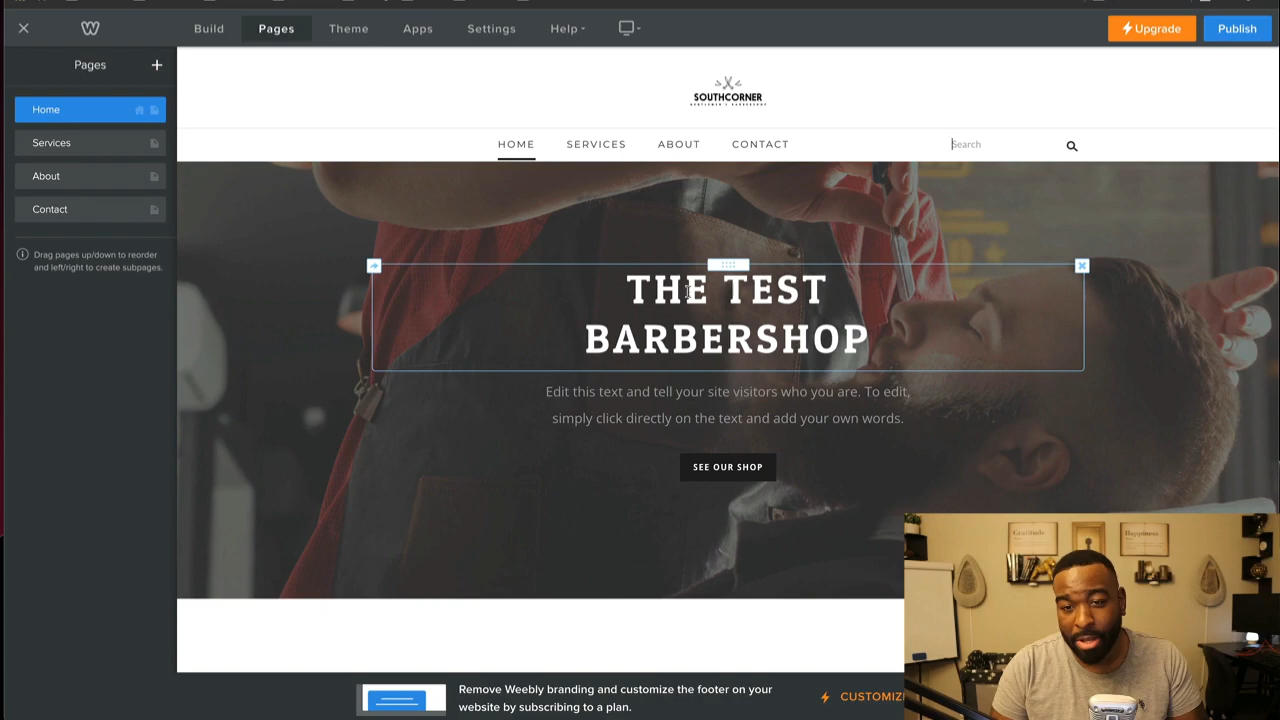 Build Pages Theme Apps Settings Help Upgrade Publish
Pages +
Home
Services
About
Contact
Drag pages up/down to reorder
and left/right to create subpages.
SOUTHCORNER
HOME SERVICES ABOUT CONTACT Search
THE TEST
BARBERSHOP
Edit this text and tell your site visitors who you are. To edit,
simply click directly on the text and add your own words.
SEE OUR SHOP
Gratitude
Happiness
Remove Weebly branding and customize the footer on your
website by subscribing to a plan.